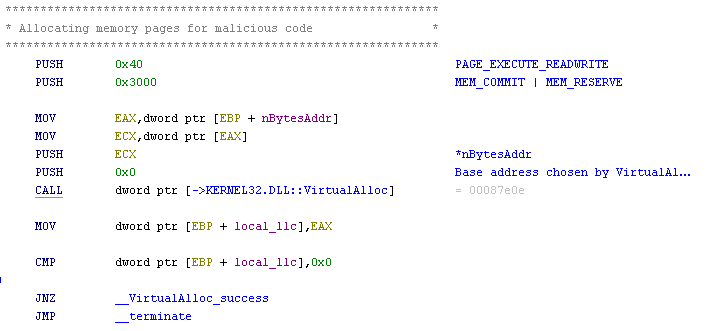 ************************************************************
* Allocating memory pages for malicious code *
************************************************************
PUSH 0x40 PAGE_EXECUTE_READWRITE
PUSH 0x3000 MEM_COMMIT | MEM_RESERVE
MOV EAX,dword ptr [EBP + nBytesAddr]
MOV ECX,dword ptr [EAX]
PUSH ECX *nBytesAddr
PUSH 0x0 Base address chosen by VirtualAl...
CALL dword ptr [->KERNEL32.DLL::VirtualAlloc] = 00087e0e
MOV dword ptr [EBP + local_llc],EAX
CMP dword ptr [EBP + local_llc],0x0
JNZ __VirtualAlloc_success
JMP __terminate